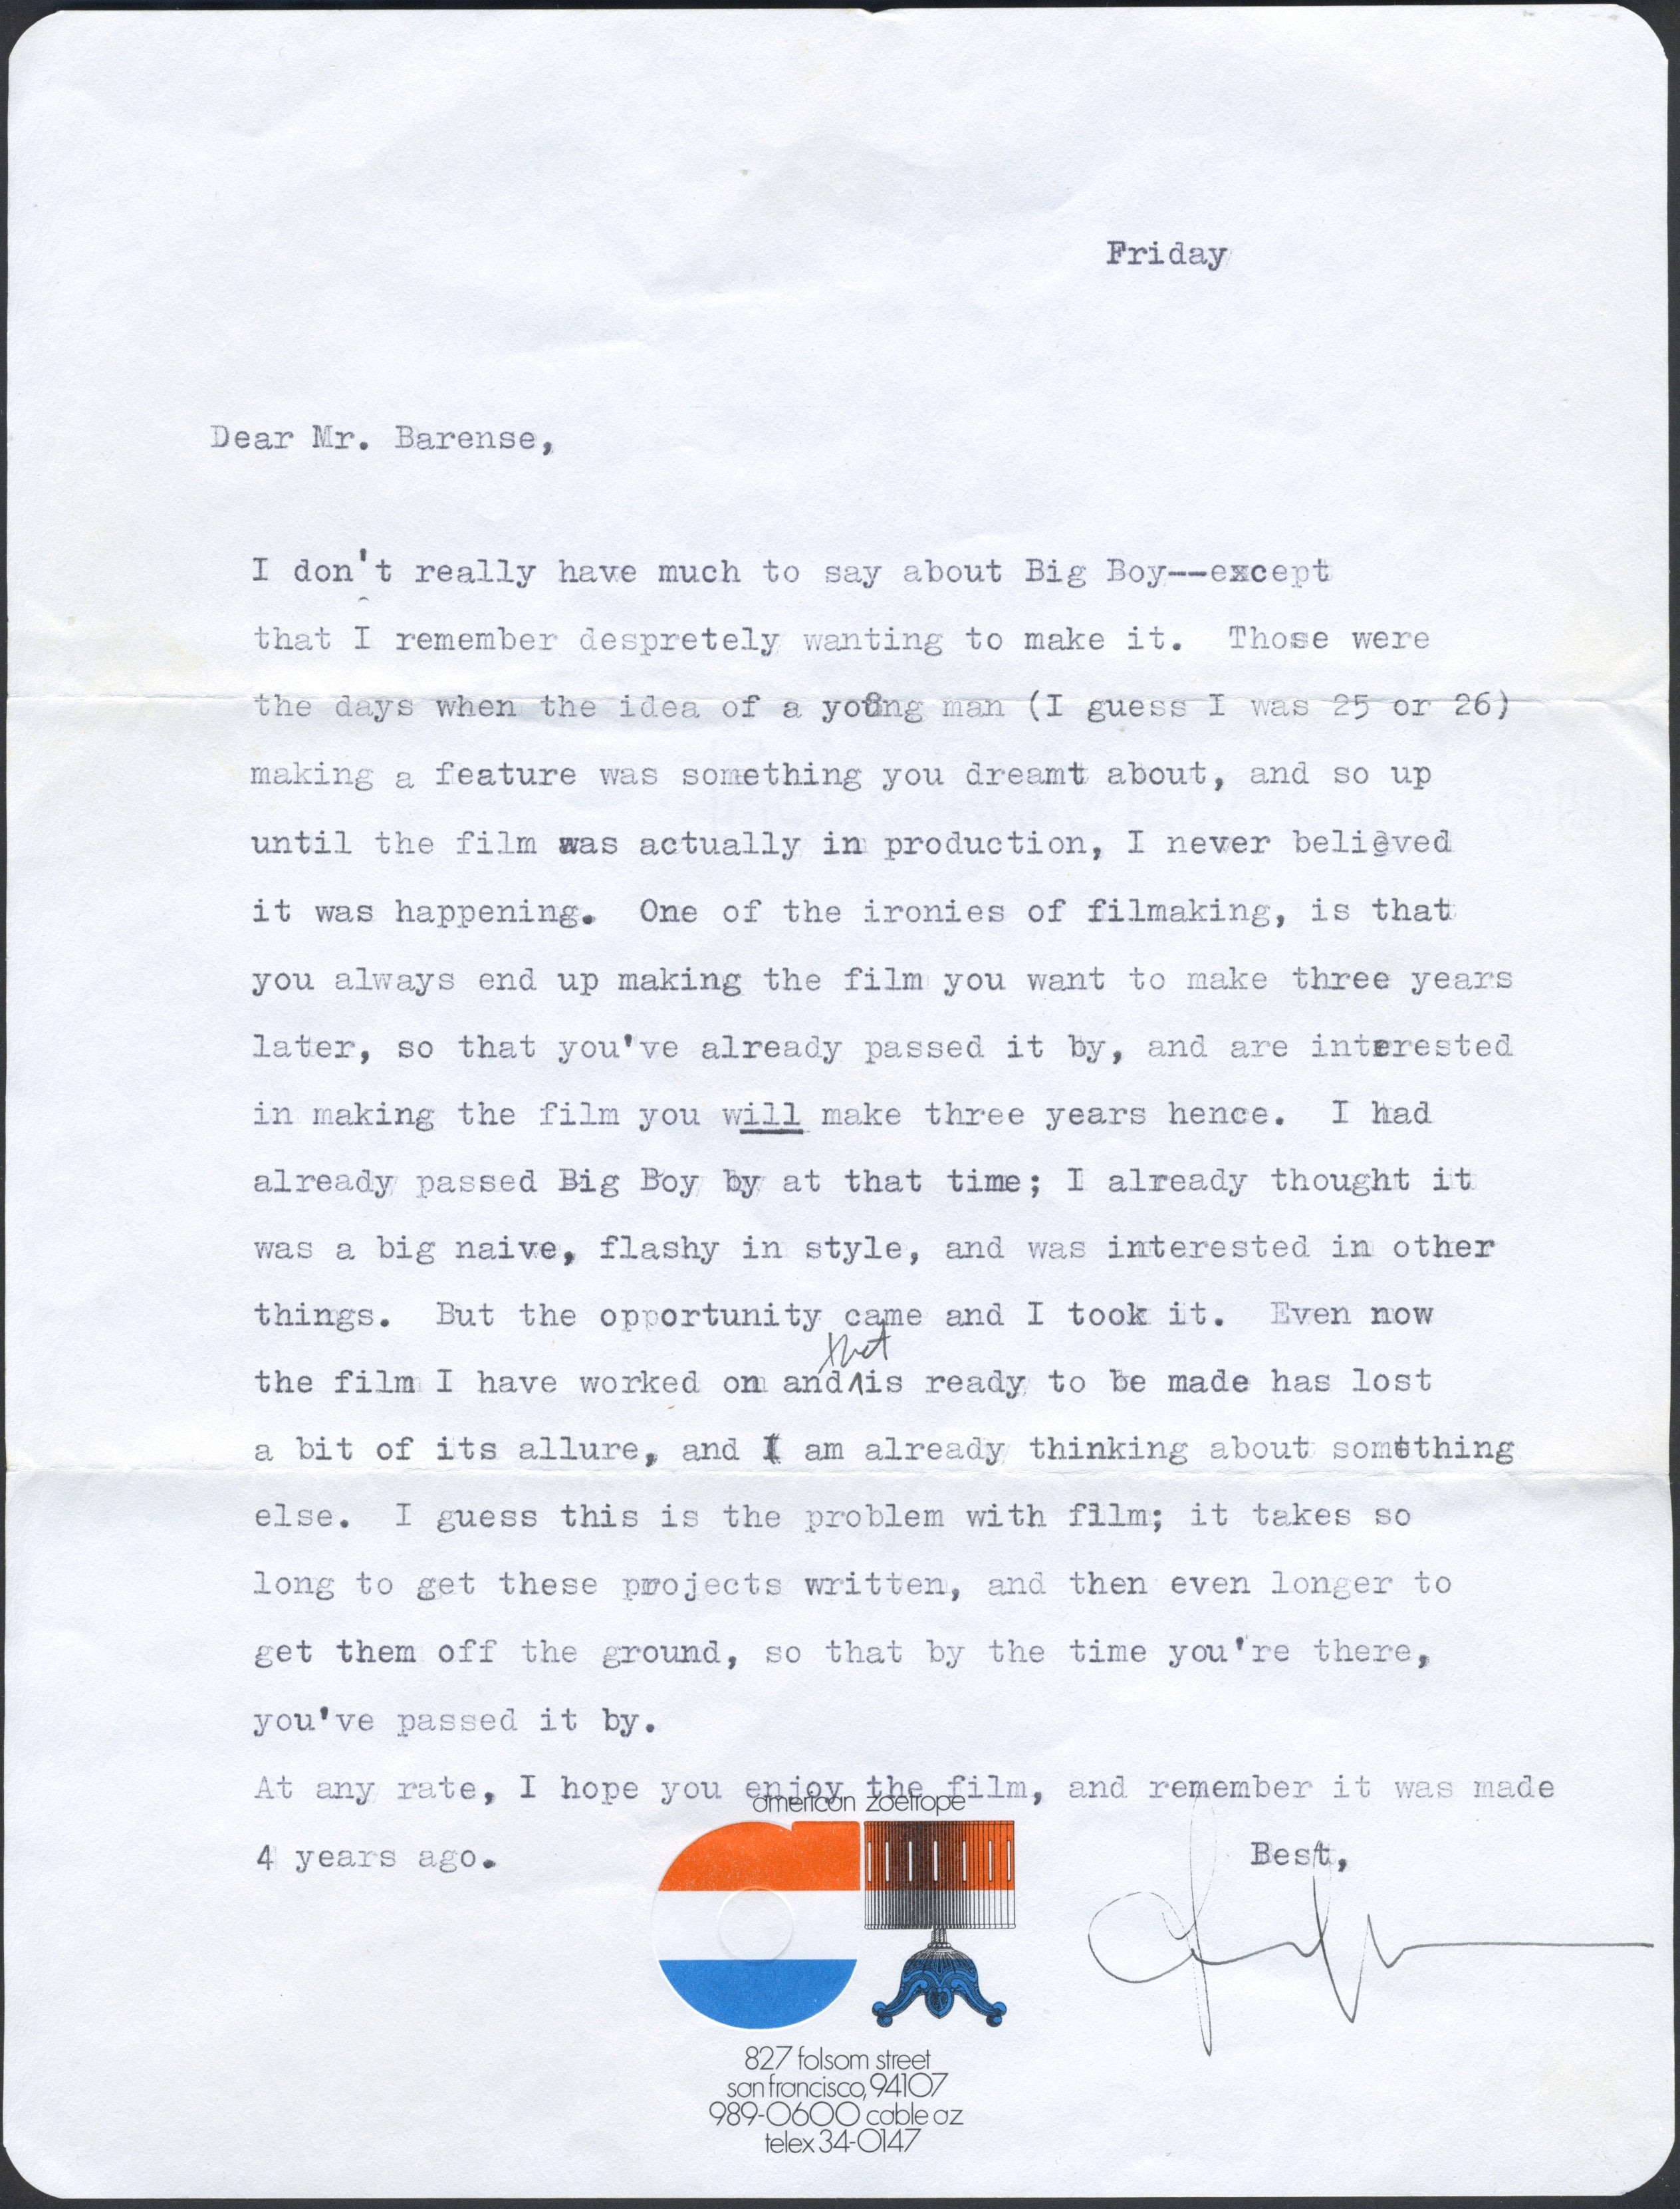 Friday
Dear Mr. Barense,
I don't really have much to say about Big Boy--except
that I remember despretely wanting to make it. Those were
the days when the idea of a young man (I guess I was 25 or 26)
making a feature was something you dreamt about, and so up
until the film was actually in production, I never believed
it was happening. One of the ironies of filmaking, is that
you always end up making the film you want to make three years
later, so that you've already passed it by, and are interested
in making the film you will make three years hence. I had
already passed Big Boy by at that time; I already thought it
was a big naive, flashy in style, and was interested in other
things. But the opportunity came and I took it. Even now
the film I have worked on and that is ready to be made has lost
a bit of its allure, and I am already thinking about something
else. I guess this is the problem with film; it takes so
long to get these projects written, and then even longer to
get them off the ground, so that by the time you're there,
you've passed it by.
At any rate, I hope you enjoy the film, and remember it was made
4 years ago.
Best,
american zoetrope
827 folsom street
san francisco, 94107
989-0600 cable az
telex 34-0147